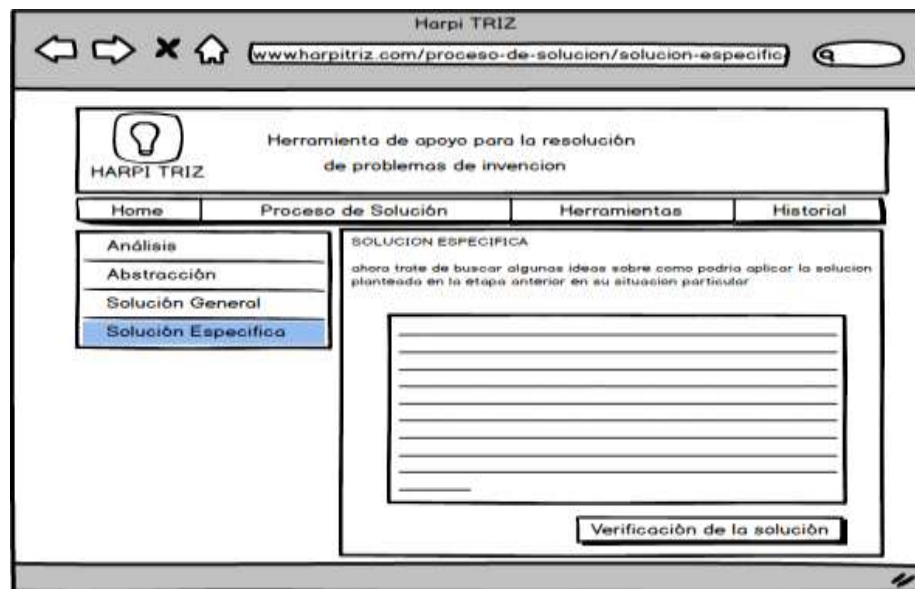 Harpi TRIZ
www.harpitriz.com/proceso-de-solucion/solucion-especific
HARPI TRIZ
Herramienta de apoyo para la resolución
de problemas de invencion
Home
Proceso de Solución
Herramientas
Historial
Análisis
Abstracción
Solución General
Solución Especifica
SOLUCION ESPECIFICA
ahora trate de buscar algunas ideas sobre como podria aplicar la solucion
planteada en la etapa anterior en su situacion particular
Verificación de la solución